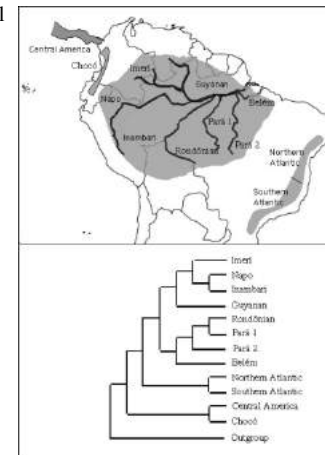 Central America
Chocó
Imeri
Guyanan
Napo
Belém
Inambari
Pará 1
Pará 2
Rondônian
Northern
Atlantic
Southern
Atlantic
Imeri
Napo
Inambari
Guyanan
Rondônian
Pará 1
Pará 2
Belém
Northern Atlantic
Southern Atlantic
Central America
Chocó
Outgroup